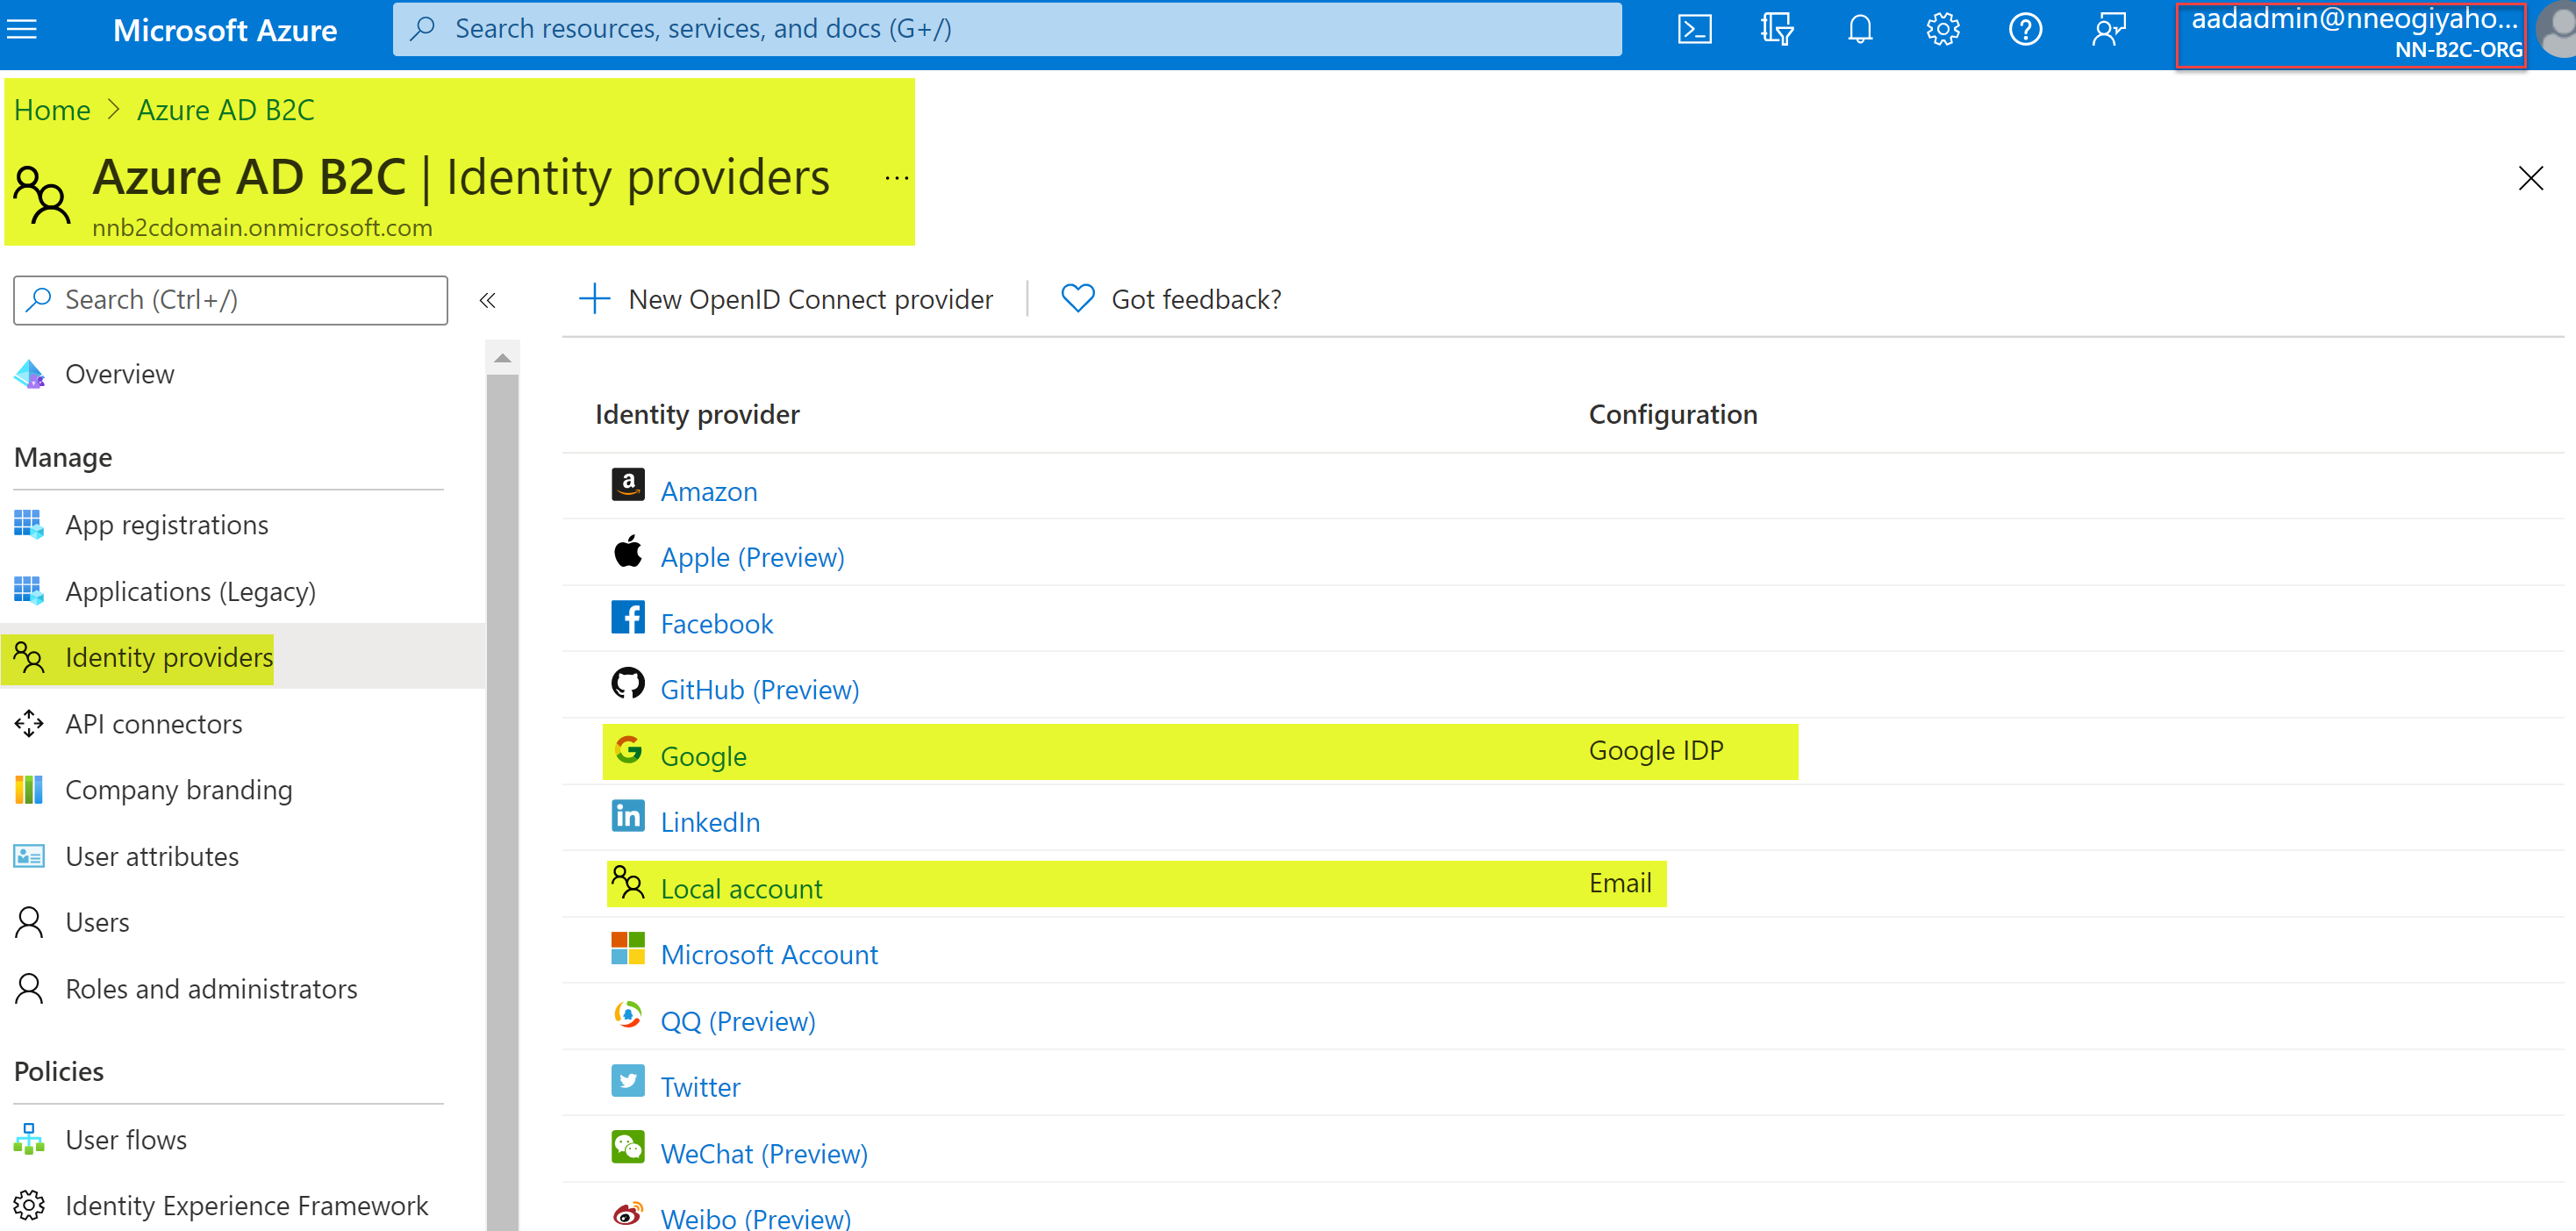 Microsoft Azure
Search resources, services, and docs (G+/)
aadadmin@nneogiyaho...
NN-B2C-ORG
Home > Azure AD B2C
Azure AD B2C | Identity providers ...
nnb2cdomain.onmicrosoft.com
Search (Ctrl+/)
Overview
Manage
App registrations
Applications (Legacy)
Identity providers
API connectors
Company branding
User attributes
Users
Roles and administrators
Policies
User flows
Identity Experience Framework
New OpenID Connect provider
Got feedback?
Identity provider Configuration
Amazon
Apple (Preview)
Facebook
GitHub (Preview)
Google Google IDP
LinkedIn
Local account Email
Microsoft Account
QQ (Preview)
Twitter
WeChat (Preview)
Weibo (Preview)